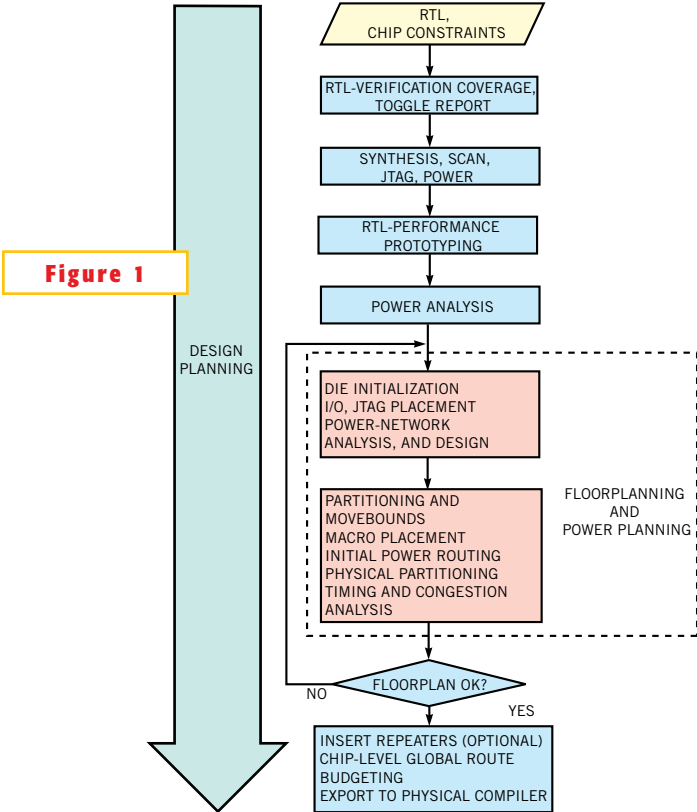 RTL,
CHIP CONSTRAINTS
RTL-VERIFICATION COVERAGE,
TOGGLE REPORT
SYNTHESIS, SCAN,
JTAG, POWER
RTL-PERFORMANCE
PROTOTYPING
Figure 1
POWER ANALYSIS
DESIGN
PLANNING
DIE INITIALIZATION
I/O, JTAG PLACEMENT
POWER-NETWORK
ANALYSIS, AND DESIGN
PARTITIONING AND
MOVEBOUNDS
MACRO PLACEMENT
INITIAL POWER ROUTING
PHYSICAL PARTITIONING
TIMING AND CONGESTION
ANALYSIS
FLOORPLANNING
AND
POWER PLANNING
FLOORPLAN OK?
NO
YES
INSERT REPEATERS (OPTIONAL)
CHIP-LEVEL GLOBAL ROUTE
BUDGETING
EXPORT TO PHYSICAL COMPILER